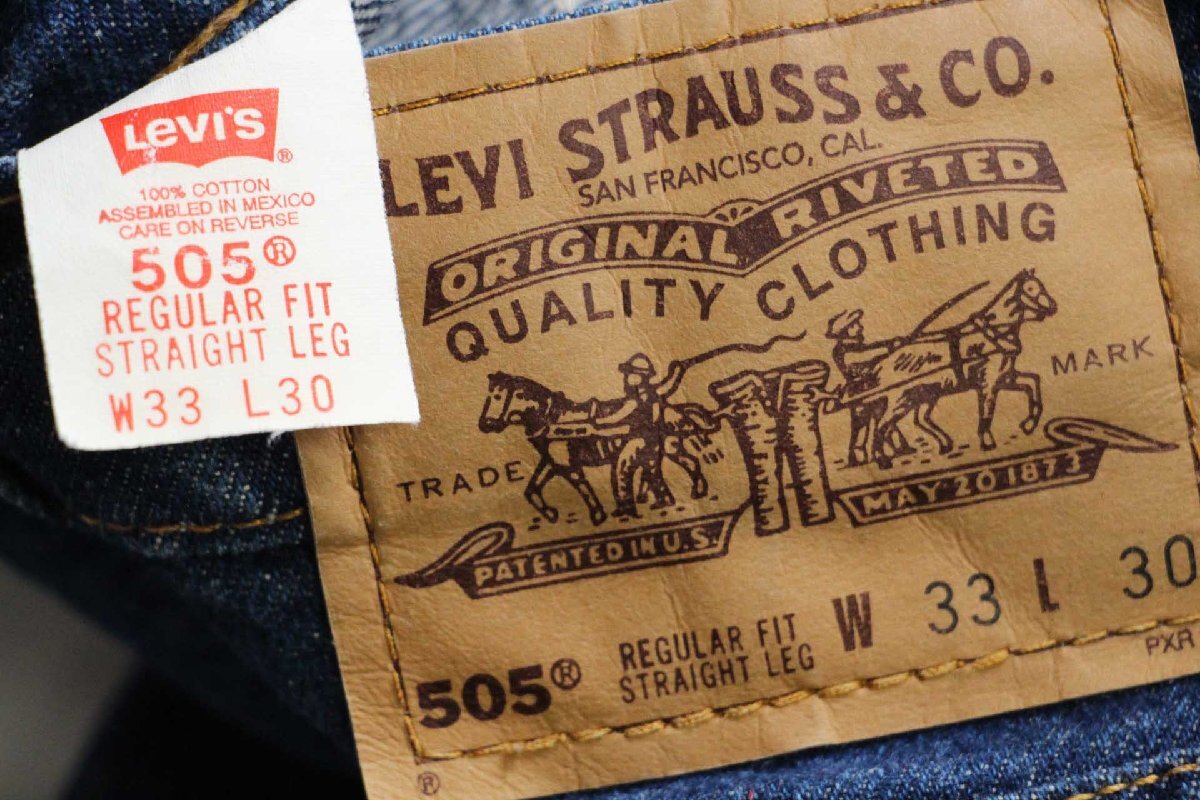 LEVI'S
®
100% COTTON
ASSEMBLED IN MEXICO
CARE ON REVERSE
505®
REGULAR FIT
STRAIGHT LEG
W33 L30
LEVI STRAUSS & CO.
SAN FRANCISCO, CAL.
ORIGINAL RIVETED
QUALITY CLOTHING
TRADE MARK
PATENTED IN U.S. MAY 20 1873
505® REGULAR FIT W 33 L 30
STRAIGHT LEG
PXR
®